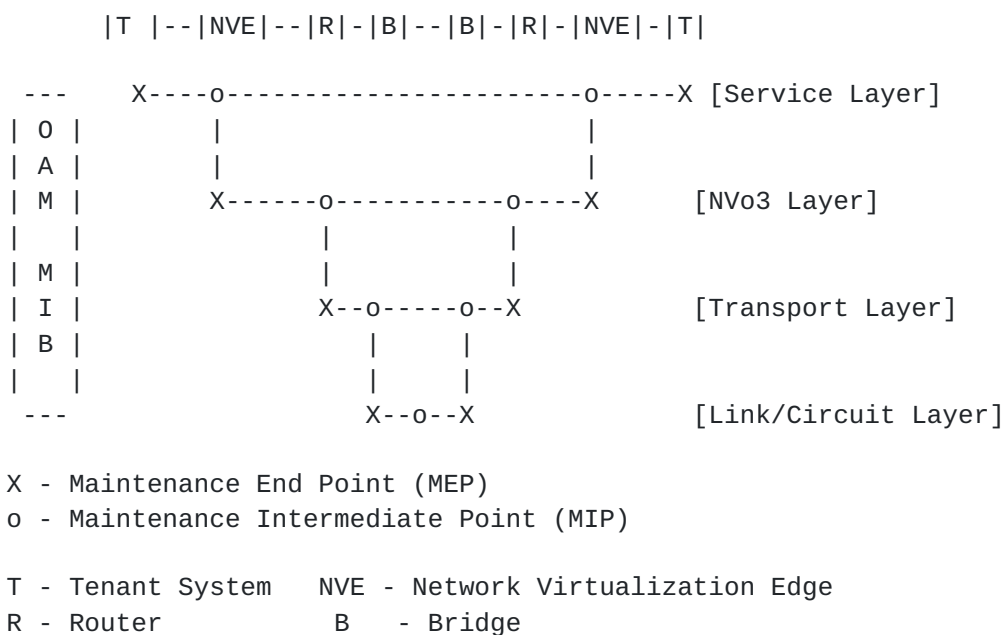 |T |--|NVE|--|R|-|B|--|B|-|R|-|NVE|-|T|

 ---    X----o-----------------------o-----X [Service Layer]
| O |        |                       |
| A |        |                       |
| M |        X------o-----------o----X      [NVo3 Layer]
|   |               |           |
| M |               |           |
| I |               X--o-----o--X           [Transport Layer]
| B |                  |     |
|   |                  |     |
 ---                   X--o--X              [Link/Circuit Layer]

X - Maintenance End Point (MEP)
o - Maintenance Intermediate Point (MIP)

T - Tenant System   NVE - Network Virtualization Edge
R - Router           B   - Bridge